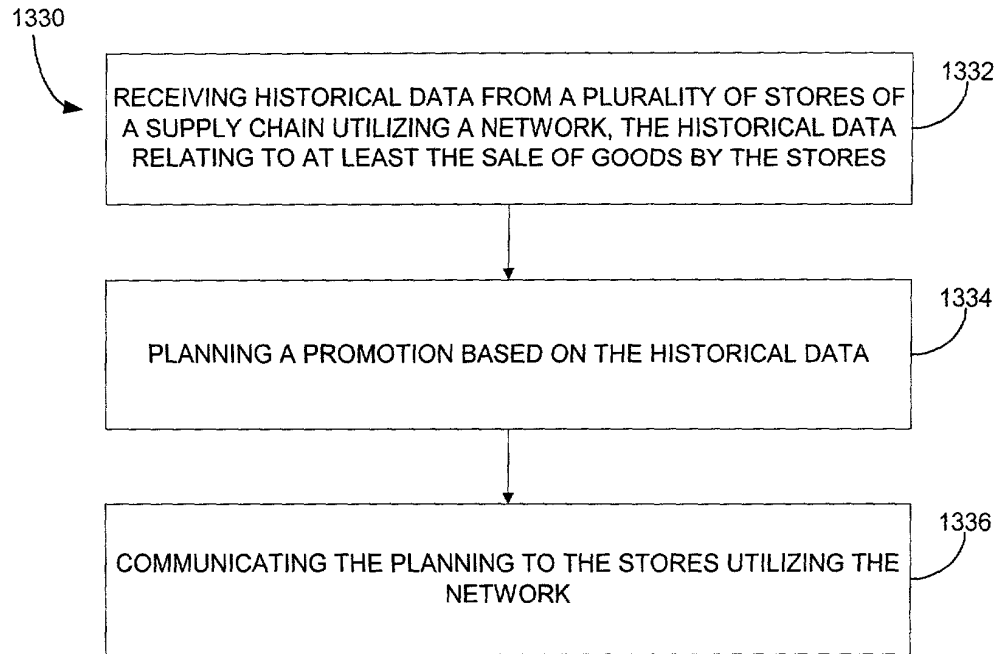 1330
1332
RECEIVING HISTORICAL DATA FROM A PLURALITY OF STORES OF
A SUPPLY CHAIN UTILIZING A NETWORK, THE HISTORICAL DATA
RELATING TO AT LEAST THE SALE OF GOODS BY THE STORES
1334
PLANNING A PROMOTION BASED ON THE HISTORICAL DATA
1336
COMMUNICATING THE PLANNING TO THE STORES UTILIZING THE
NETWORK